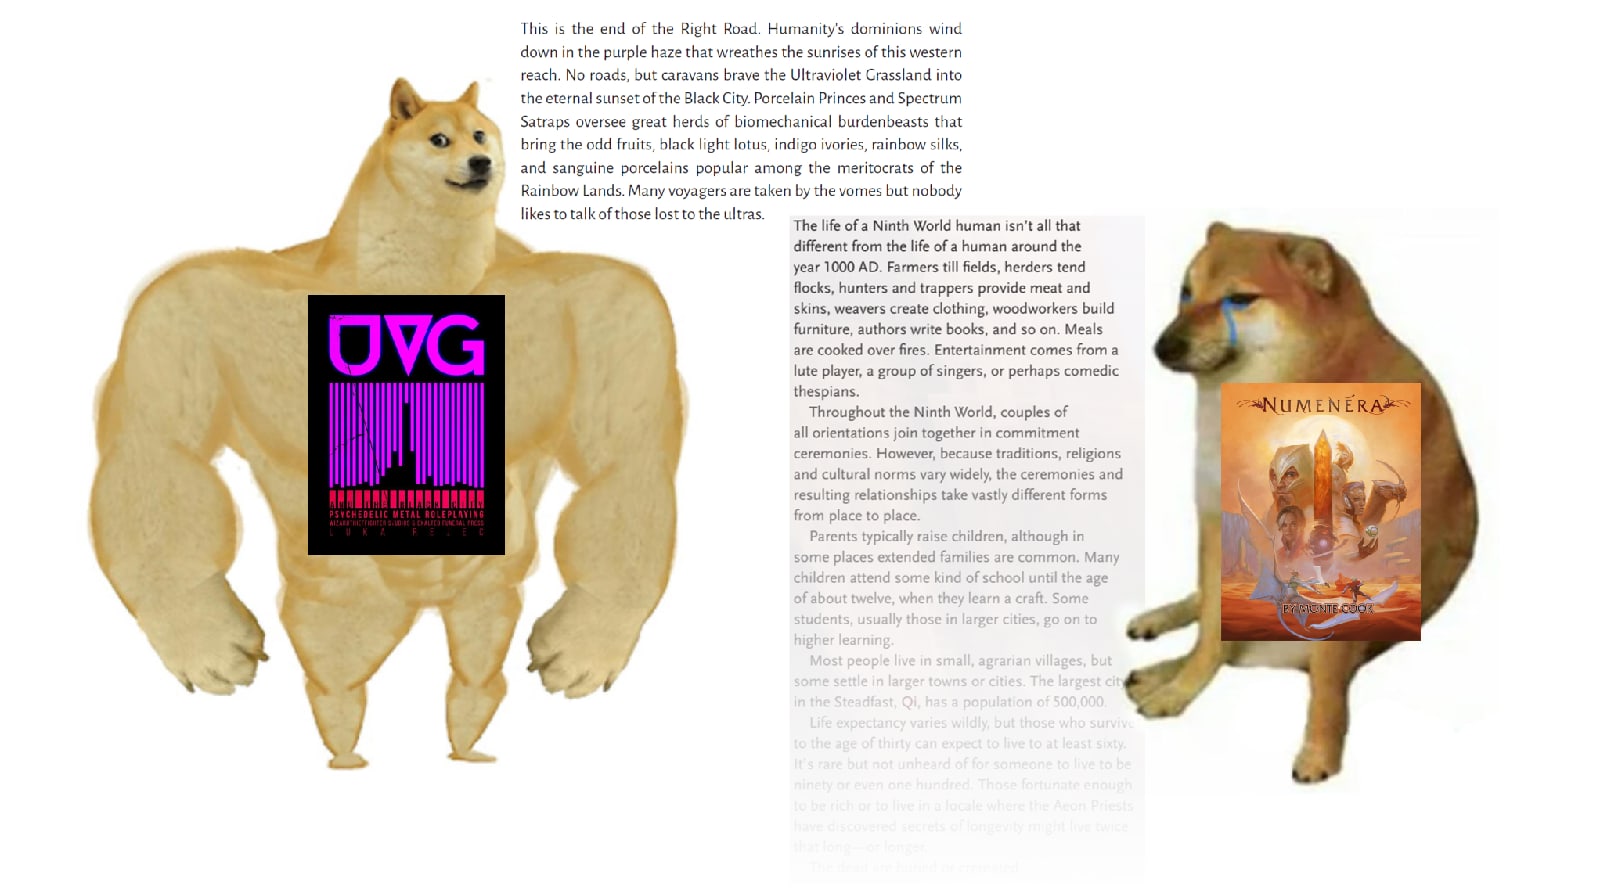 This is the end of the Right Road. Humanity's dominions wind
down in the purple haze that wreathes the sunrises of this western
reach. No roads, but caravans brave the Ultraviolet Grassland into
the eternal sunset of the Black City. Porcelain Princes and Spectrum
Satraps oversee great herds of biomechanical burdenbeasts that
bring the odd fruits, black light lotus, indigo ivories, rainbow silks,
and sanguine porcelains popular among the meritocrats of the
Rainbow Lands. Many voyagers are taken by the vomes but nobody
likes to talk of those lost to the ultras.
UVG
AND THE BLACK CITY
PSYCHEDELIC METAL ROLEPLAYING
WIZARDTHIEFFIGHTER STUDIO & EXALTED FUNERAL PRESS
LUKA REJEC
The life of a Ninth World human isn't all that
different from the life of a human around the
year 1000 AD. Farmers till fields, herders tend
flocks, hunters and trappers provide meat and
skins, weavers create clothing, woodworkers build
furniture, authors write books, and so on. Meals
are cooked over fires. Entertainment comes from a
lute player, a group of singers, or perhaps comedic
thespians.
Throughout the Ninth World, couples of
all orientations join together in commitment
ceremonies. However, because traditions, religions
and cultural norms vary widely, the ceremonies and
resulting relationships take vastly different forms
from place to place.
Parents typically raise children, although in
some places extended families are common. Many
children attend some kind of school until the age
of about twelve, when they learn a craft. Some
students, usually those in larger cities, go on to
higher learning.
Most people live in small, agrarian villages, but
some settle in larger towns or cities. The largest city
in the Steadfast, Qi, has a population of 500,000.
Life expectancy varies wildly, but those who survive
to the age of thirty can expect to live to at least sixty.
It's rare but not unheard of for someone to live to be
ninety or even one hundred. Those fortunate enough
to be rich or to live in a locale where the Aeon Priests
have discovered secrets of longevity might live twice
that long—or longer.
The dead are buried or cremated
NUMENÉRA
BY MONTE COOK